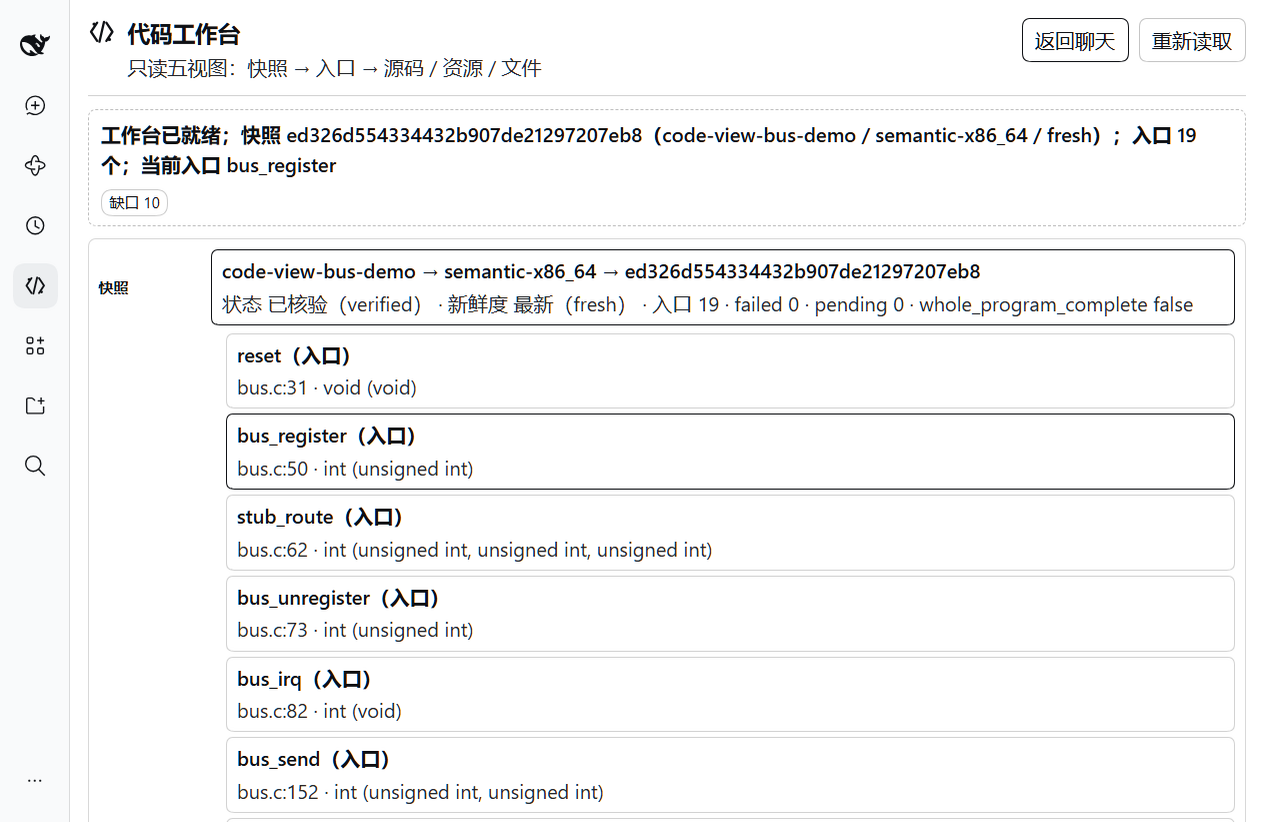 代码工作台
只读五视图：快照 → 入口 → 源码 / 资源 / 文件
返回聊天
重新读取
工作台已就绪；快照 ed326d554334432b907de21297207eb8（code-view-bus-demo / semantic-x86_64 / fresh）；入口 19
个；当前入口 bus_register
缺口 10
快照
code-view-bus-demo → semantic-x86_64 → ed326d554334432b907de21297207eb8
状态 已核验（verified） · 新鲜度 最新（fresh） · 入口 19 · failed 0 · pending 0 · whole_program_complete false
reset（入口）
bus.c:31 · void (void)
bus_register（入口）
bus.c:50 · int (unsigned int)
stub_route（入口）
bus.c:62 · int (unsigned int, unsigned int, unsigned int)
bus_unregister（入口）
bus.c:73 · int (unsigned int)
bus_irq（入口）
bus.c:82 · int (void)
bus_send（入口）
bus.c:152 · int (unsigned int, unsigned int)